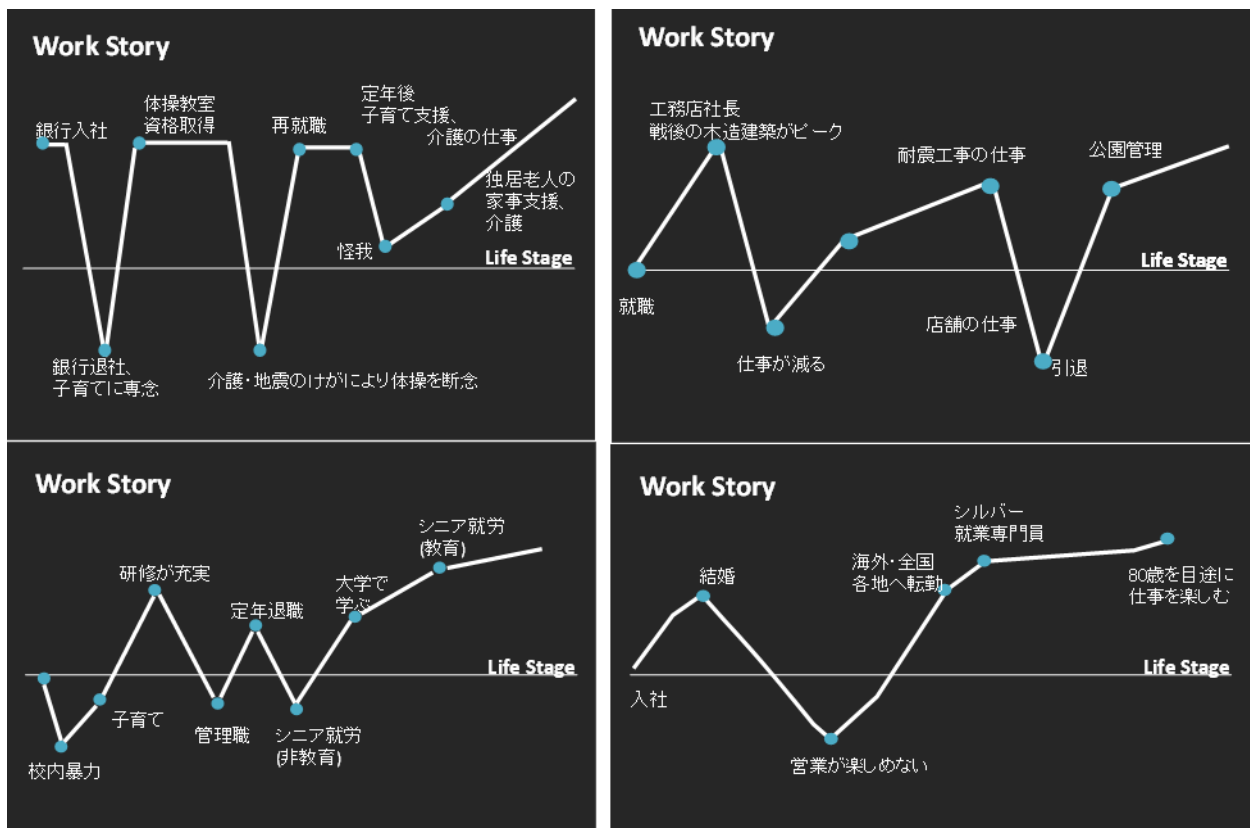 Work Story
銀行入社
体操教室
資格取得
再就職
定年後
子育て支援、
介護の仕事
独居老人の
家事支援、
介護
怪我
Life Stage
銀行退社、
子育てに専念
介護・地震のけがにより体操を断念
Work Story
工務店社長
戦後の木造建築がピーク
耐震工事の仕事
公園管理
Life Stage
就職
店舗の仕事
仕事が減る
引退
Work Story
シニア就労
(教育)
研修が充実
大学で
学ぶ
定年退職
Life Stage
子育て
管理職
シニア就労
(非教育)
校内暴力
Work Story
シルバー
就業専門員
海外・全国
各地へ転勤
結婚
80歳を目途に
仕事を楽しむ
Life Stage
入社
営業が楽しめない